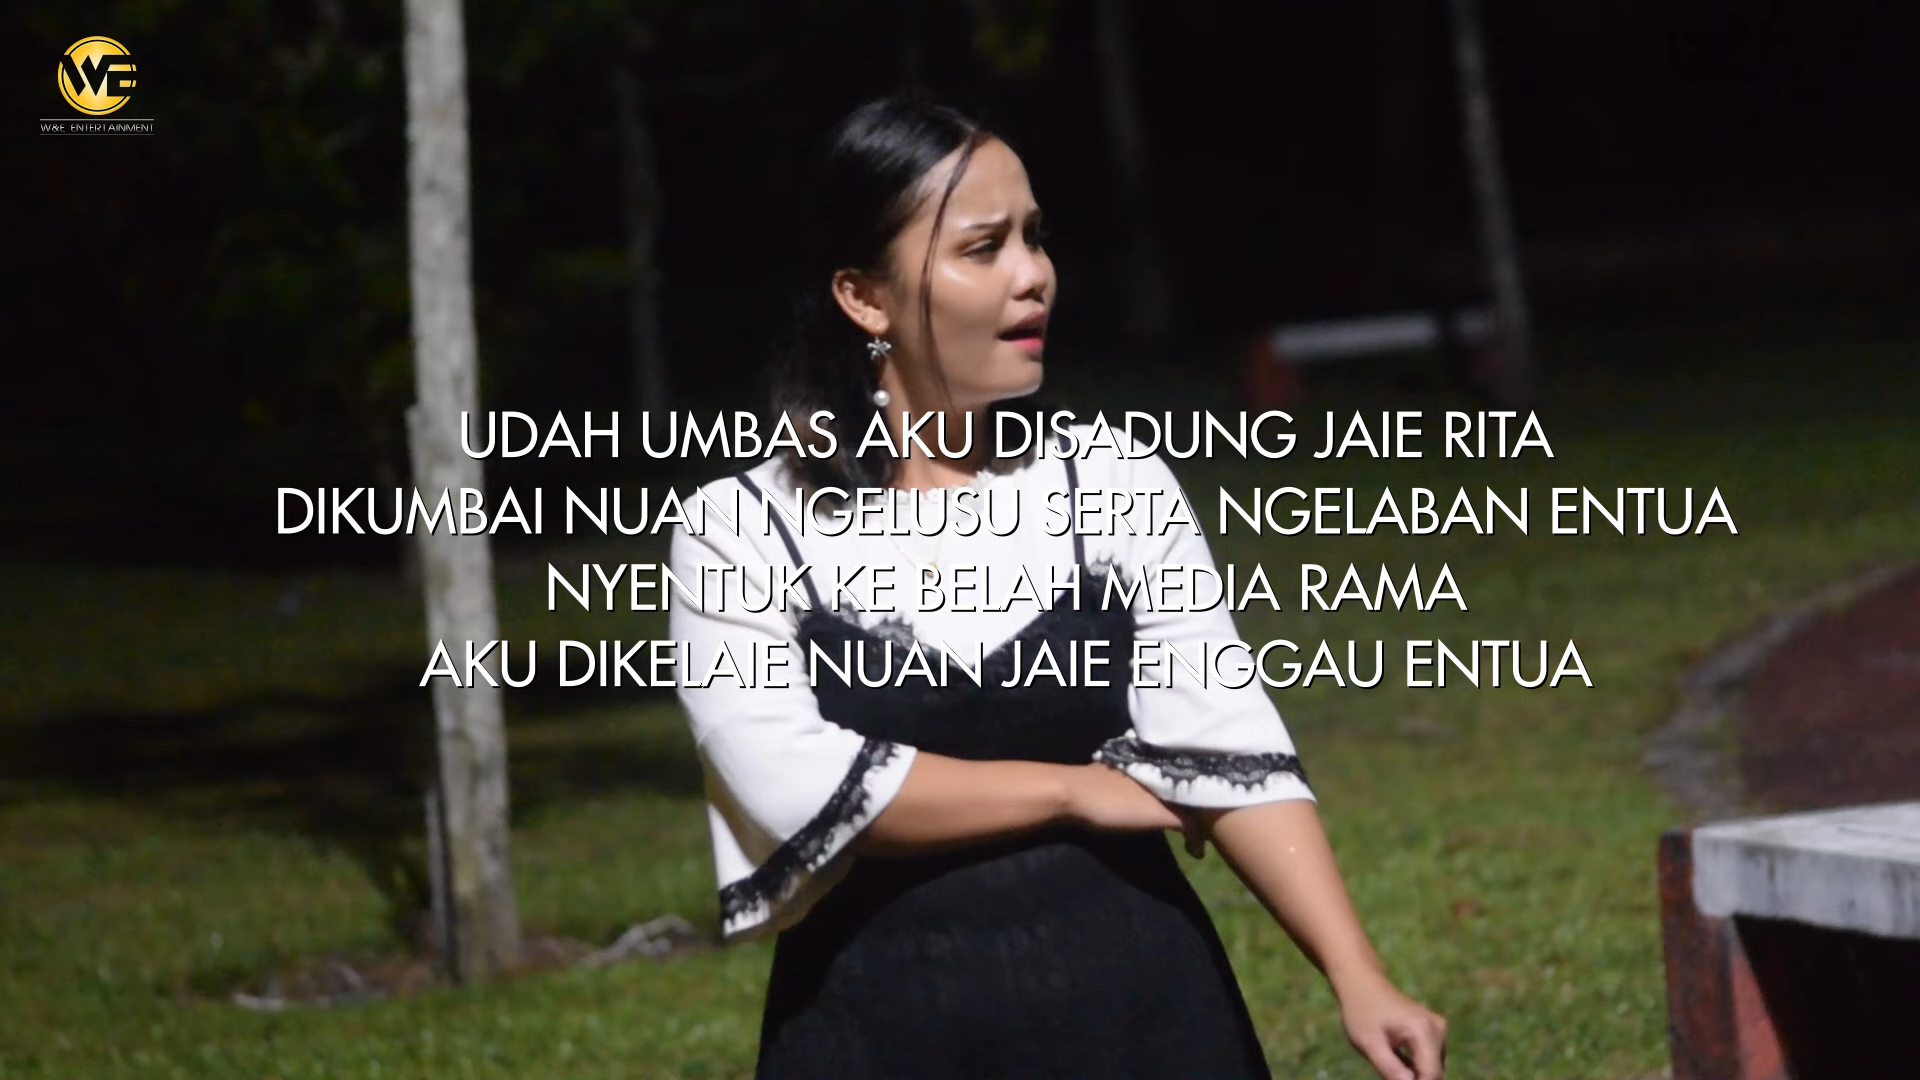 WE
W&E ENTERTAINMENT
UDAH UMBAS AKU DISADUNG JAIE RITA
DIKUMBAI NUAN NGELUSU SERTA NGELABAN ENTUA
NYENTUK KE BELAH MEDIA RAMA
AKU DIKELAIE NUAN JAIE ENGGAU ENTUA